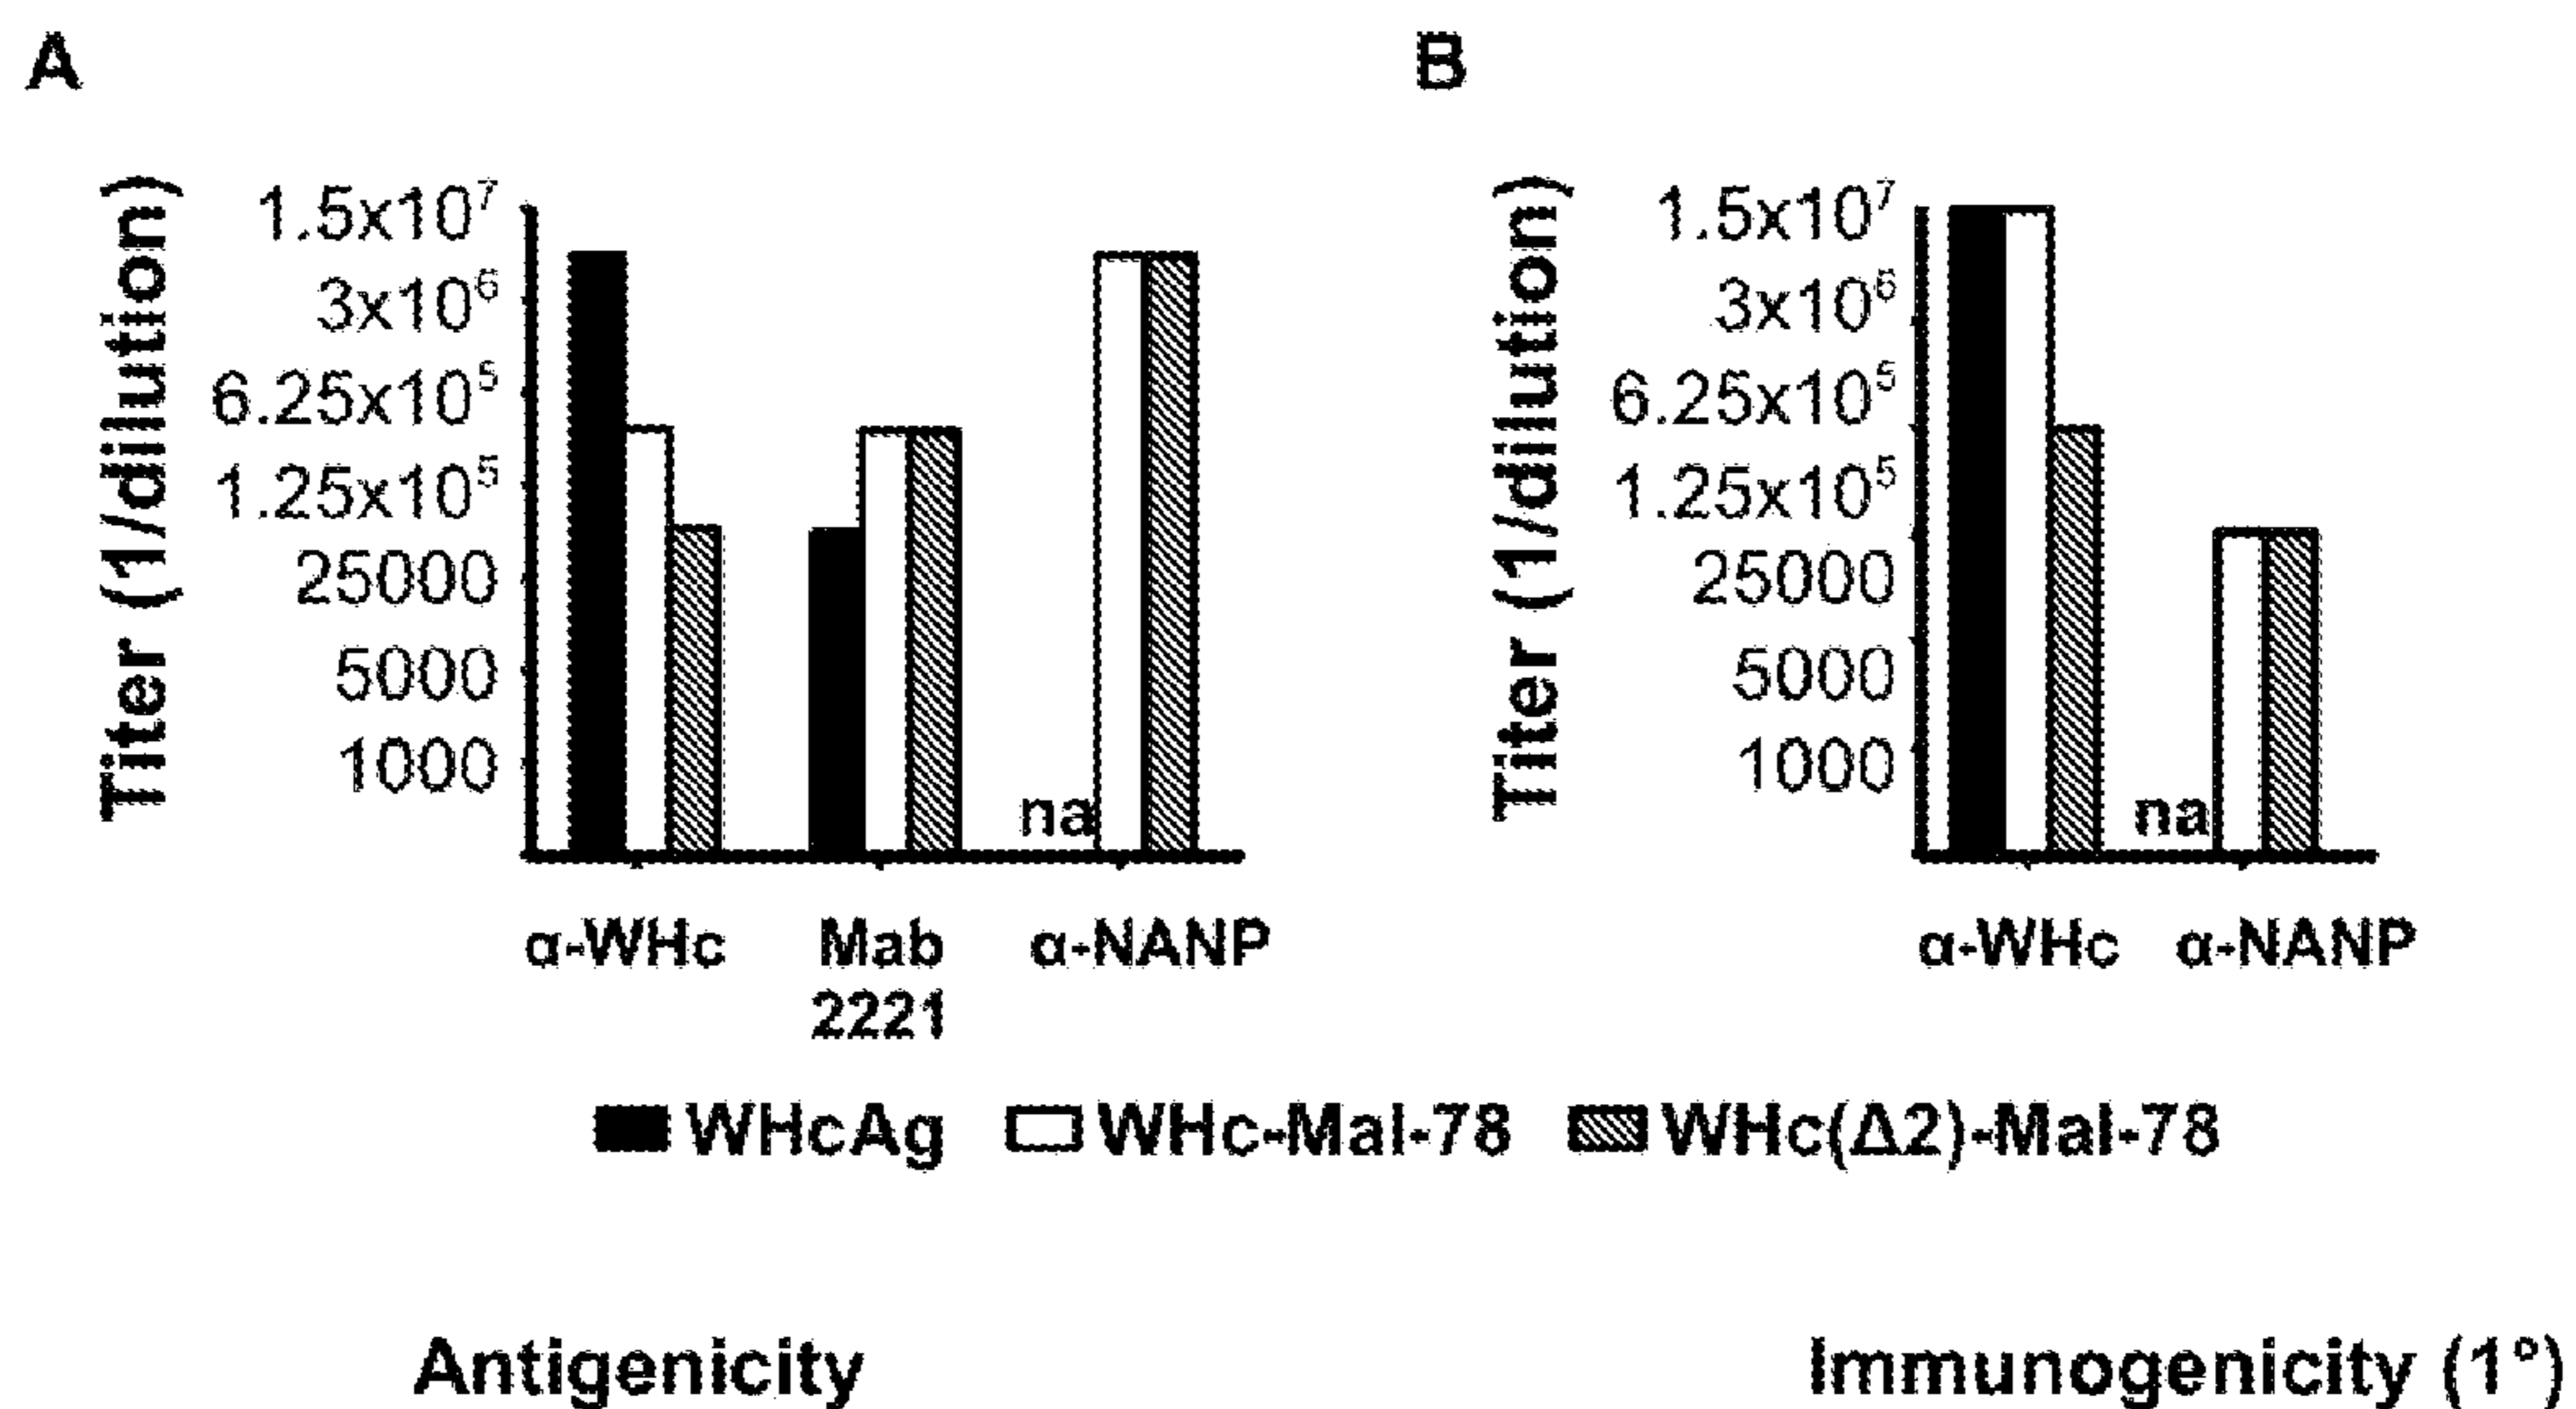 A
B
Titer (1/dilution)
1.5x10⁷
3x10⁶
6.25x10⁵
1.25x10⁵
25000
5000
1000
na
α-WHc
Mab
2221
α-NANP
Titer (1/dilution)
1.5x10⁷
3x10⁶
6.25x10⁵
1.25x10⁵
25000
5000
1000
na
α-WHc
α-NANP
WHcAg
WHc-Mal-78
WHc(Δ2)-Mal-78
Antigenicity
Immunogenicity (1°)